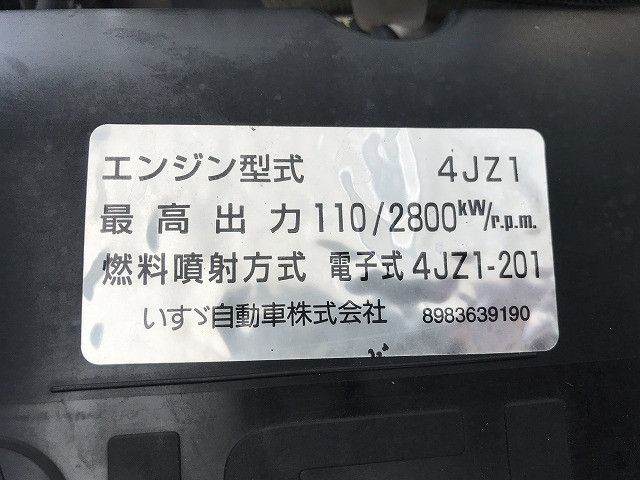 エンジン型式 4JZ1
最高出力 110/2800kW/r.p.m.
燃料噴射方式 電子式 4JZ1-201
いすゞ自動車株式会社 8983639190